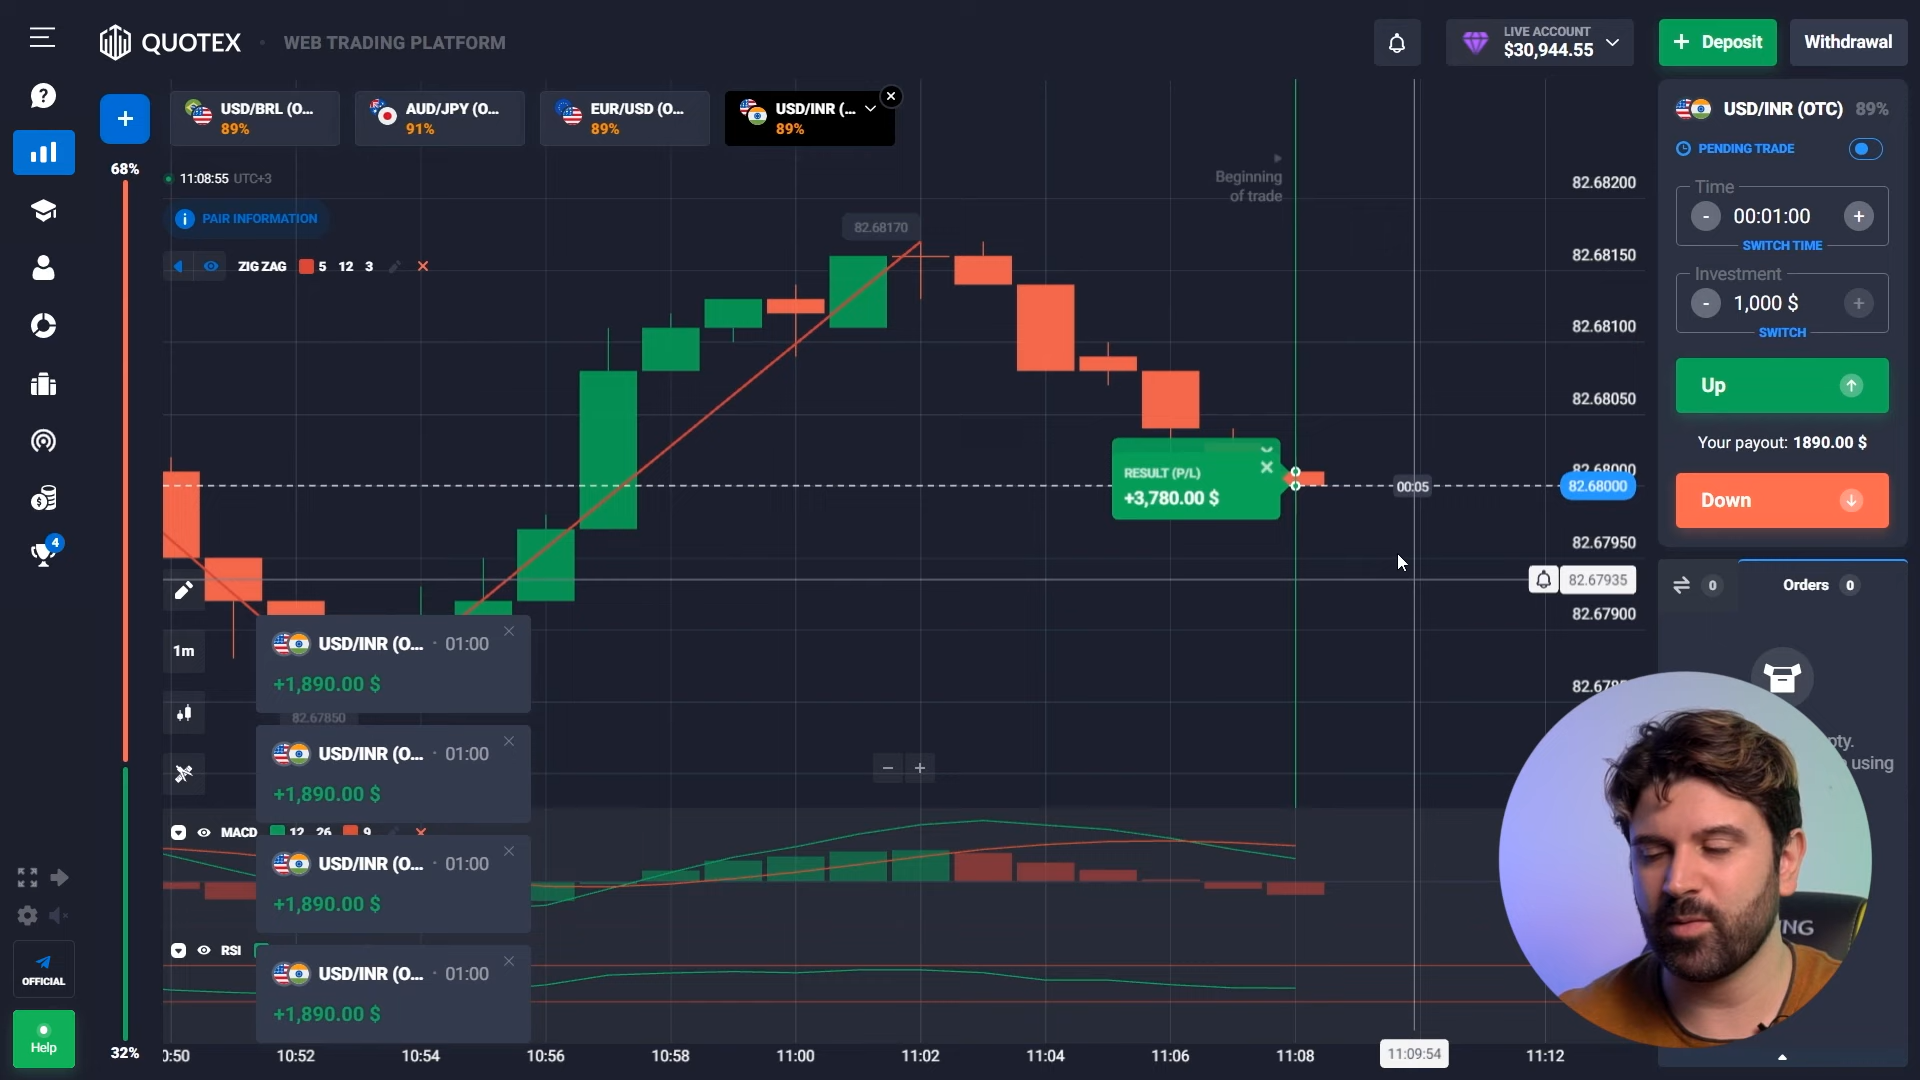 QUOTEX
WEB TRADING PLATFORM
LIVE ACCOUNT
$30,944.55
+ Deposit
Withdrawal
USD/BRL (O...
89%
AUD/JPY (O...
91%
EUR/USD (O...
89%
USD/INR (...
89%
68%
11:08:55 UTC+3
PAIR INFORMATION
ZIG ZAG 5 12 3
82.68170
Beginning
of trade
82.68200
82.68150
82.68100
82.68050
82.68000
82.68000
82.67950
82.67935
82.67900
USD/INR (OTC) 89%
PENDING TRADE
Time
- 00:01:00 +
SWITCH TIME
Investment
- 1,000 $ +
SWITCH
Up
Your payout: 1890.00 $
Down
0
Orders 0
using
RESULT (P/L)
+3,780.00 $
00:05
1m
USD/INR (O... · 01:00
+1,890.00 $
82.67850
USD/INR (O... · 01:00
+1,890.00 $
MACD 12 26 9
USD/INR (O... · 01:00
+1,890.00 $
RSI
USD/INR (O... · 01:00
+1,890.00 $
4
OFFICIAL
Help
32%
10:52
10:54
10:56
10:58
11:00
11:02
11:04
11:06
11:08
11:09:54
11:12